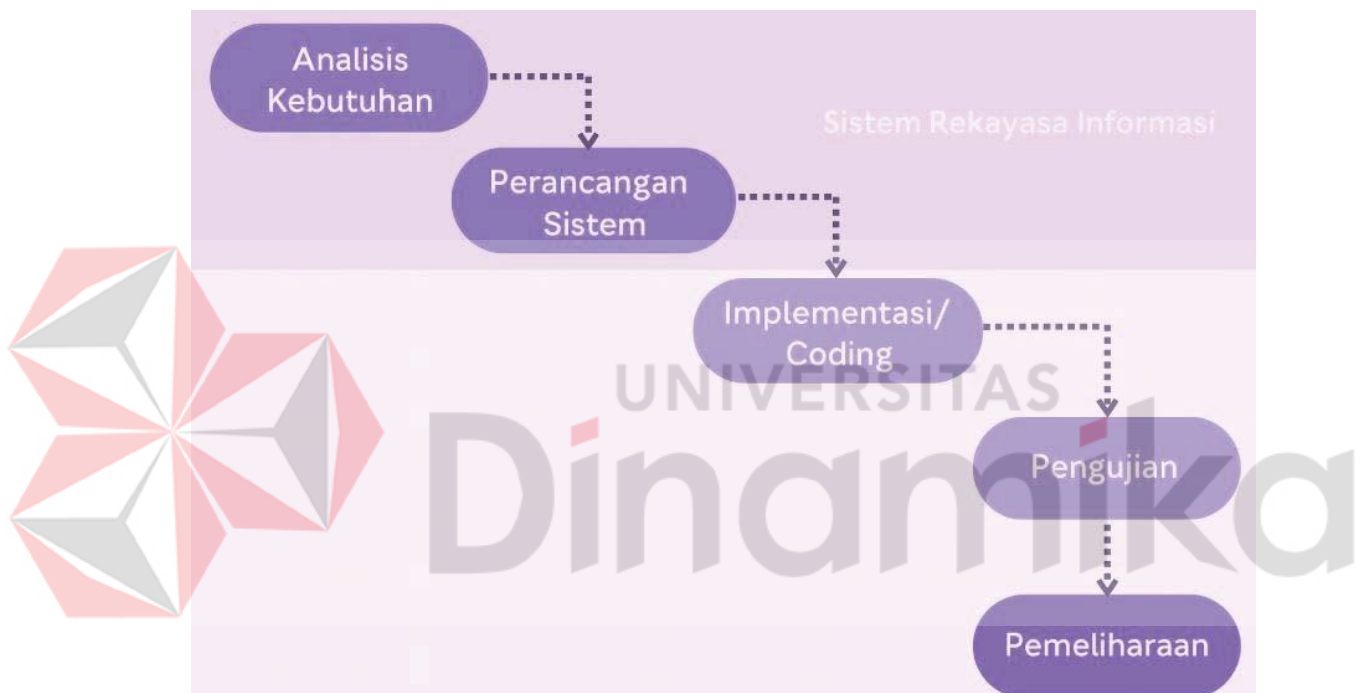 Analisis
Kebutuhan
Sistem Rekayasa Informasi
Perancangan
Sistem
Implementasi/
Coding
UNIVERSITAS
Dinamika
Pengujian
Pemeliharaan